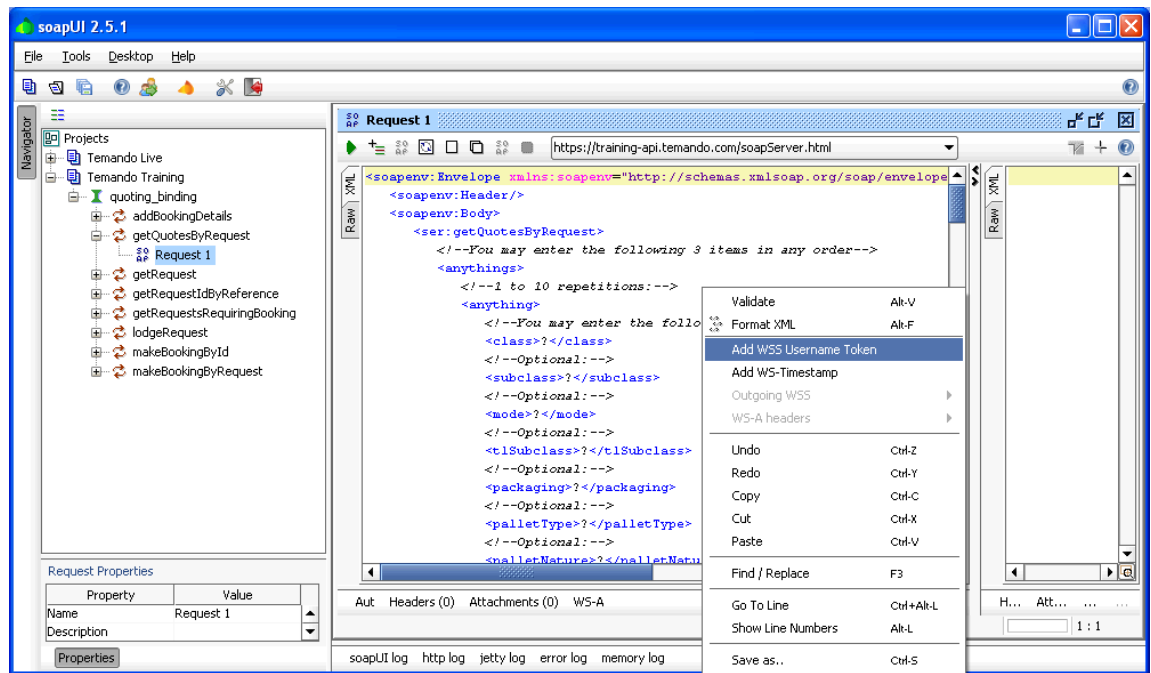 soapUI 2.5.1
File Tools Desktop Help
Navigator
Projects
Temando Live
Temando Training
quoting_binding
addBookingDetails
getQuotesByRequest
Request 1
getRequest
getRequestIdByReference
getRequestsRequiringBooking
lodgeRequest
makeBookingById
makeBookingByRequest
Request Properties
Property Value
Name Request 1
Description
Properties
Request 1
https://training-api.temando.com/soapServer.html
XML
Raw
<soapenv:Envelope xmlns:soapenv="http://schemas.xmlsoap.org/soap/envelope
<soapenv:Header/>
<soapenv:Body>
<ser:getQuotesByRequest>
<!--You may enter the following 3 items in any order-->
<anythings>
<!--1 to 10 repetitions:-->
<anything>
<!--You may enter the follo
<class>?</class>
<!--Optional:-->
<subclass>?</subclass>
<!--Optional:-->
<mode>?</mode>
<!--Optional:-->
<tlSubclass>?</tlSubclass>
<!--Optional:-->
<packaging>?</packaging>
<!--Optional:-->
<palletType>?</palletType>
<!--Optional:-->
<palletNature>?</palletNatu
Validate Alt-V
Format XML Alt-F
Add WSS Username Token
Add WS-Timestamp
Outgoing WSS
WS-A headers
Undo Ctrl-Z
Redo Ctrl-Y
Copy Ctrl-C
Cut Ctrl-X
Paste Ctrl-V
Find / Replace F3
Go To Line Ctrl+Alt-L
Show Line Numbers Alt-L
Save as.. Ctrl-S
XML
Raw
Aut Headers (0) Attachments (0) WS-A
H... Att... ... ...
1 : 1
soapUI log http log jetty log error log memory log